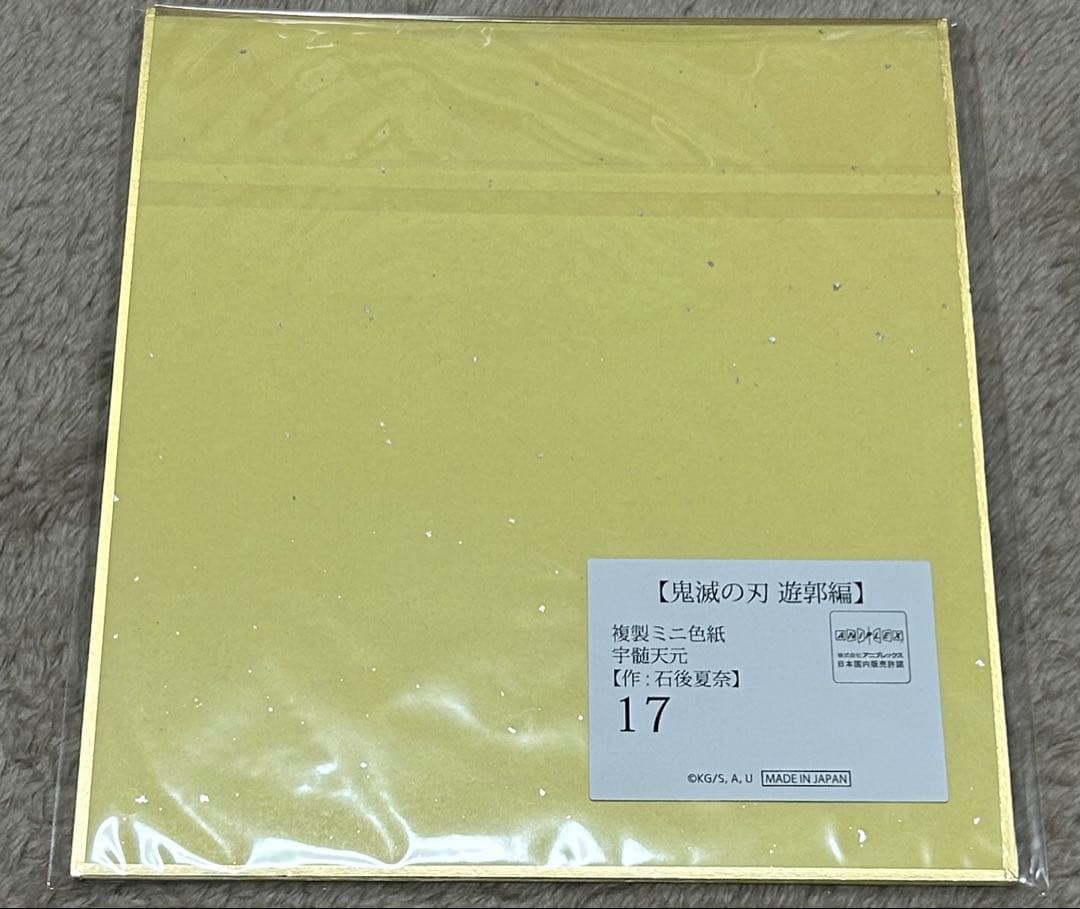 【鬼滅の刃 遊郭編】
複製ミニ色紙
宇髄天元
【作:石後夏奈】
17
ANIPLEX
株式会社アニプレックス
日本国内販売許諾
©KG/S, A, U MADE IN JAPAN